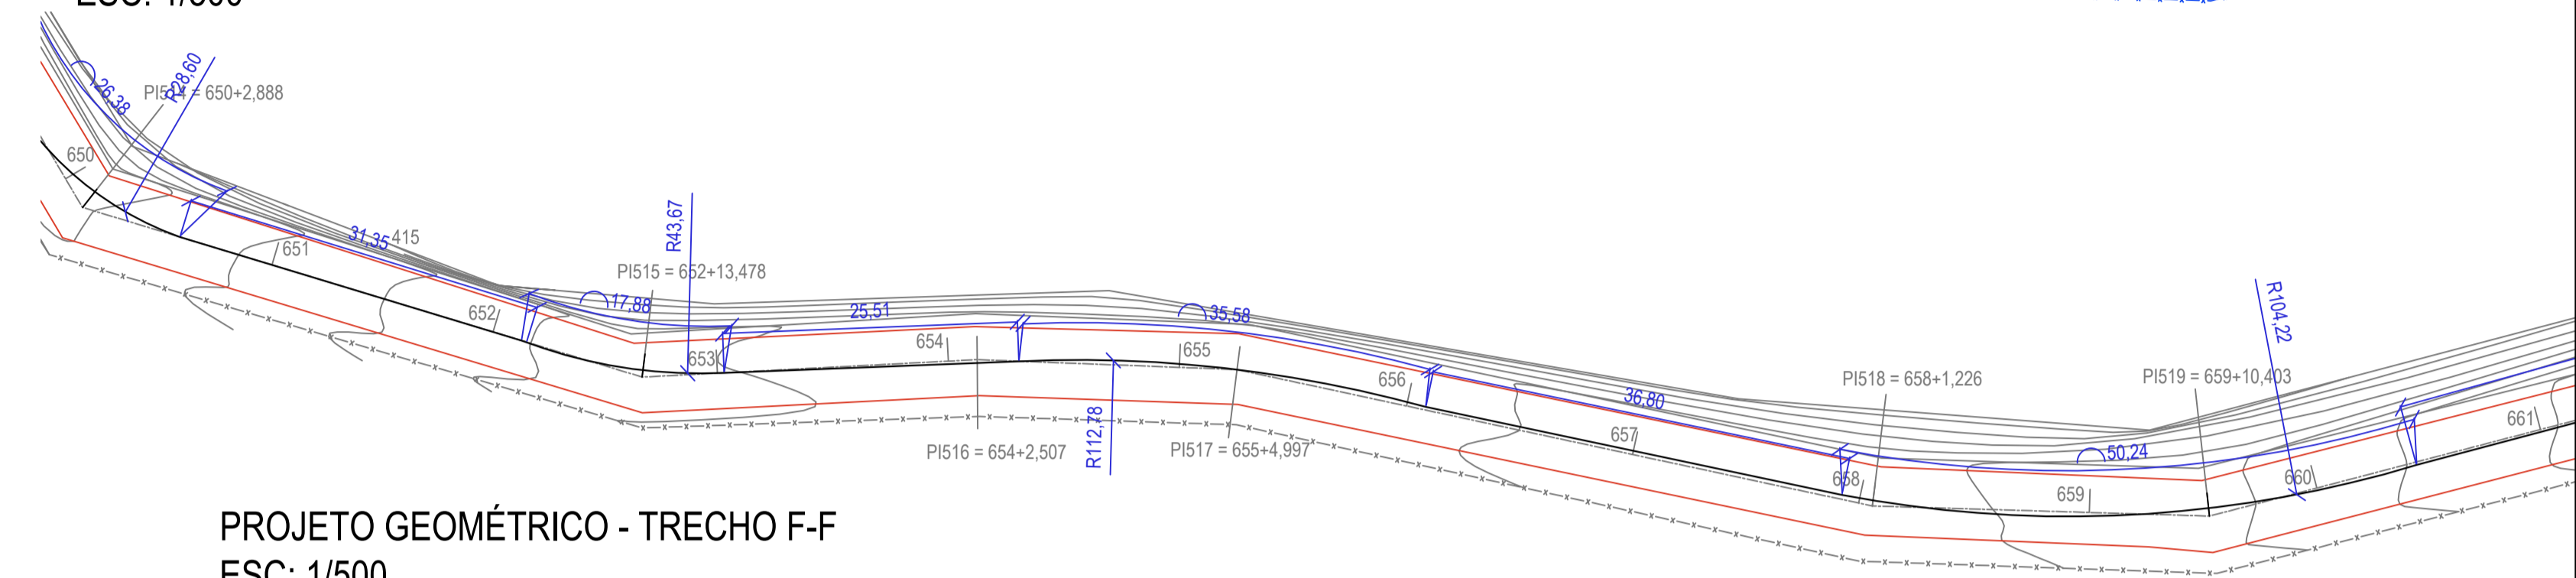 ESC: 1/500
R28,60
26,38
PI514 = 650+2,888
650
R43,67
31,35
415
651
PI515 = 652+13,478
17,88
652
25,51
35,58
653
654
655
656
36,80
PI518 = 658+1,226
PI519 = 659+10,403
R104,22
R112,78
PI516 = 654+2,507
PI517 = 655+4,997
657
658
50,24
659
660
661
PROJETO GEOMÉTRICO - TRECHO F-F
ESC: 1/500